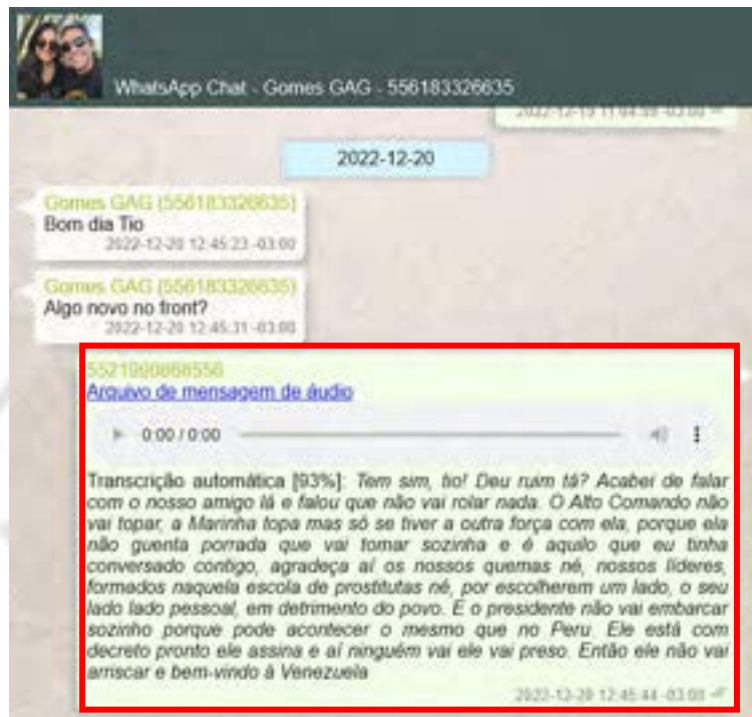 WhatsApp Chat - Gomes GAG - 556183326635
2022-12-19 11:04:59 -03:00
2022-12-20
Gomes GAG (556183326635)
Bom dia Tio
2022-12-20 12:45:23 -03:00
Gomes GAG (556183326635)
Algo novo no front?
2022-12-20 12:45:31 -03:00
Arquivo de mensagem de áudio
0:00 / 0:00
Transcrição automática [93%]: Tem sim, tio! Deu ruim tá? Acabei de falar
com o nosso amigo lá e falou que não vai rolar nada. O Alto Comando não
vai topar, a Marinha topa mas só se tiver a outra força com ela, porque ela
não guenta porrada que vai tomar sozinha e é aquilo que eu tinha
conversado contigo, agradeça aí os nossos quemas né, nossos líderes,
formados naquela escola de prostitutas né, por escolherem um lado, o seu
lado lado pessoal, em detrimento do povo. E o presidente não vai embarcar
sozinho porque pode acontecer o mesmo que no Peru. Ele está com
decreto pronto ele assina e aí ninguém vai ele vai preso. Então ele não vai
arriscar e bem-vindo à Venezuela
2022-12-20 12:45:44 -03:00